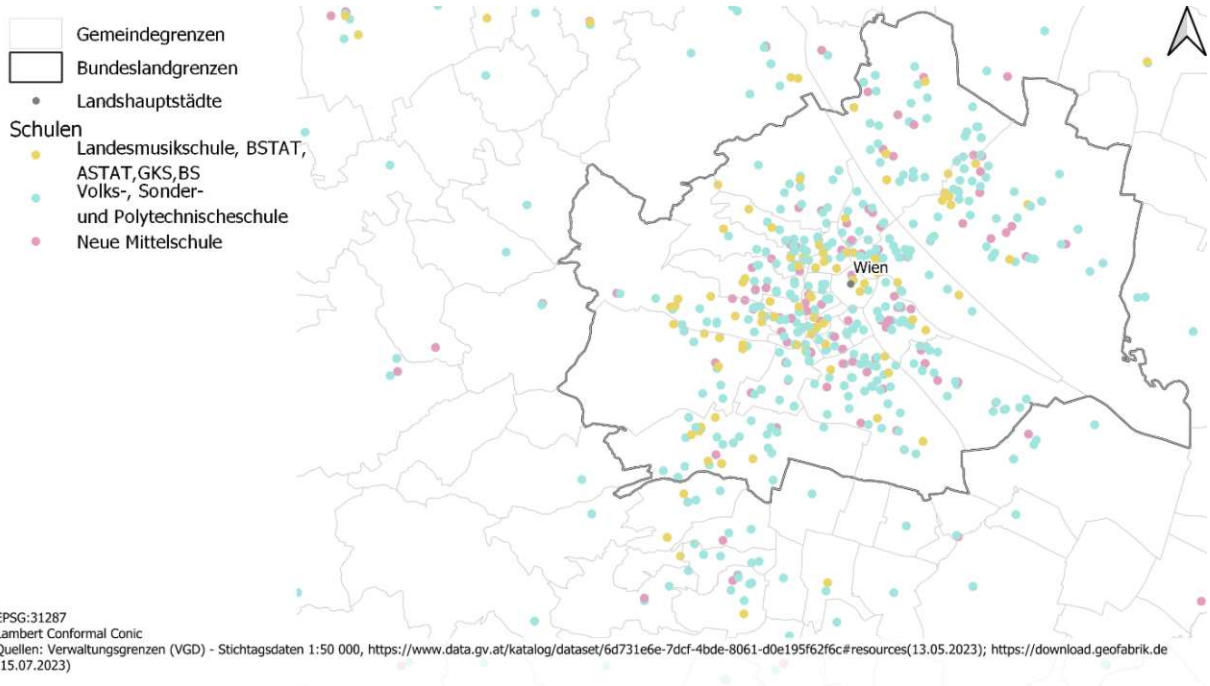 Gemeindegrenzen
Bundeslandgrenzen
Landshauptstädte
Schulen
Landesmusikschule, BSTAT,
ASTAT,GKS,BS
Volks-, Sonder-
und Polytechnischeschule
Neue Mittelschule
Wien
EPSG:31287
Lambert Conformal Conic
Quellen: Verwaltungsgrenzen (VGD) - Stichtagsdaten 1:50 000, https://www.data.gv.at/katalog/dataset/6d731e6e-7dcf-4bde-8061-d0e195f62f6c#resources(13.05.2023); https://download.geofabrik.de
(15.07.2023)